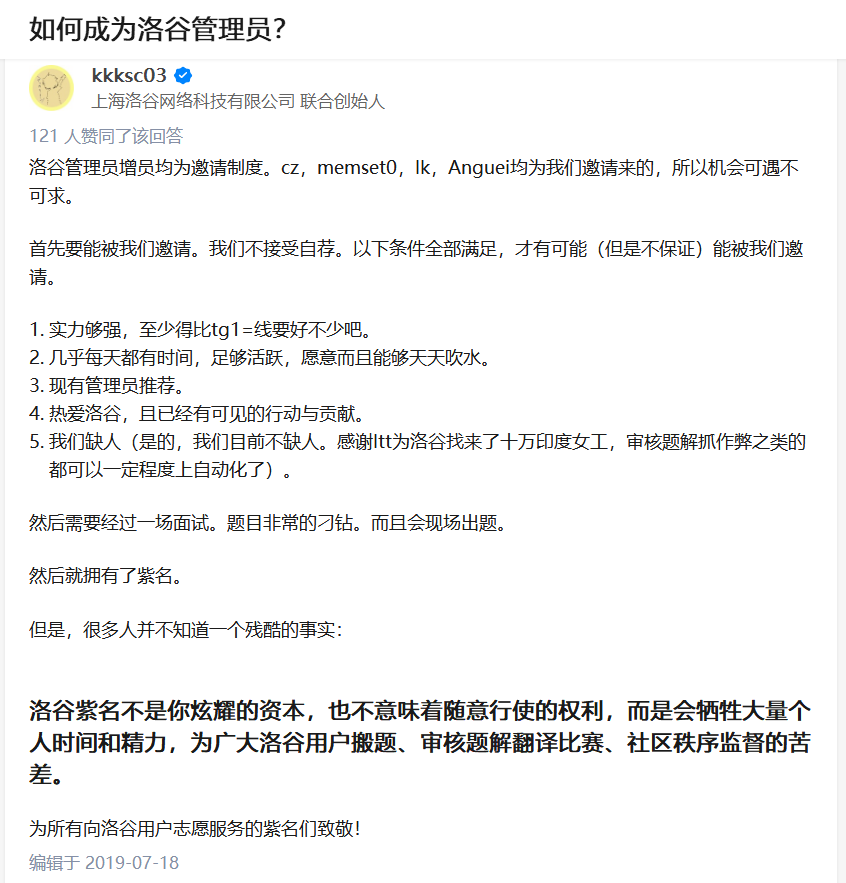 如何成为洛谷管理员？
kkksc03
上海洛谷网络科技有限公司 联合创始人
121 人赞同了该回答
洛谷管理员增员均为邀请制度。cz，memset0，lk，Anguei均为我们邀请来的，所以机会可遇不
可求。
首先要能被我们邀请。我们不接受自荐。以下条件全部满足，才有可能（但是不保证）能被我们邀
请。
1. 实力够强，至少得比tg1=线要好不少吧。
2. 几乎每天都有时间，足够活跃，愿意而且能够天天吹水。
3. 现有管理员推荐。
4. 热爱洛谷，且已经有可见的行动与贡献。
5. 我们缺人（是的，我们目前不缺人。感谢ltt为洛谷找来了十万印度女工，审核题解抓作弊之类的
都可以一定程度上自动化了）。
然后需要经过一场面试。题目非常的刁钻。而且会现场出题。
然后就拥有了紫名。
但是，很多人并不知道一个残酷的事实：
洛谷紫名不是你炫耀的资本，也不意味着随意行使的权利，而是会牺牲大量个
人时间和精力，为广大洛谷用户搬题、审核题解翻译比赛、社区秩序监督的苦
差。
为所有向洛谷用户志愿服务的紫名们致敬！
编辑于 2019-07-18